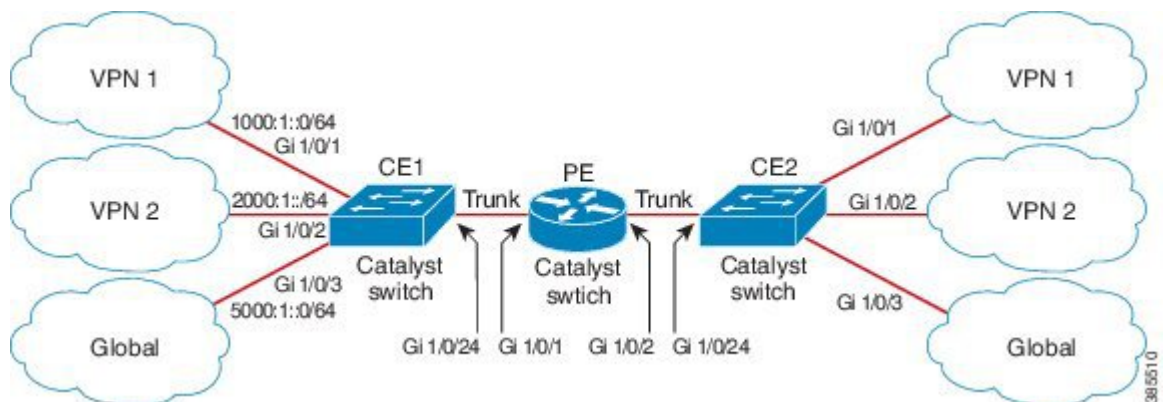 VPN 1
1000:1::0/64
Gi 1/0/1
VPN 2
2000:1::/64
Gi 1/0/2
Global
Gi 1/0/3
5000:1::0/64
CE1
Catalyst
switch
Trunk
Gi 1/0/24
Gi 1/0/1
PE
Catalyst
swtich
Trunk
Gi 1/0/2
Gi 1/0/24
CE2
Catalyst
switch
Gi 1/0/1
VPN 1
Gi 1/0/2
VPN 2
Gi 1/0/3
Global
385510